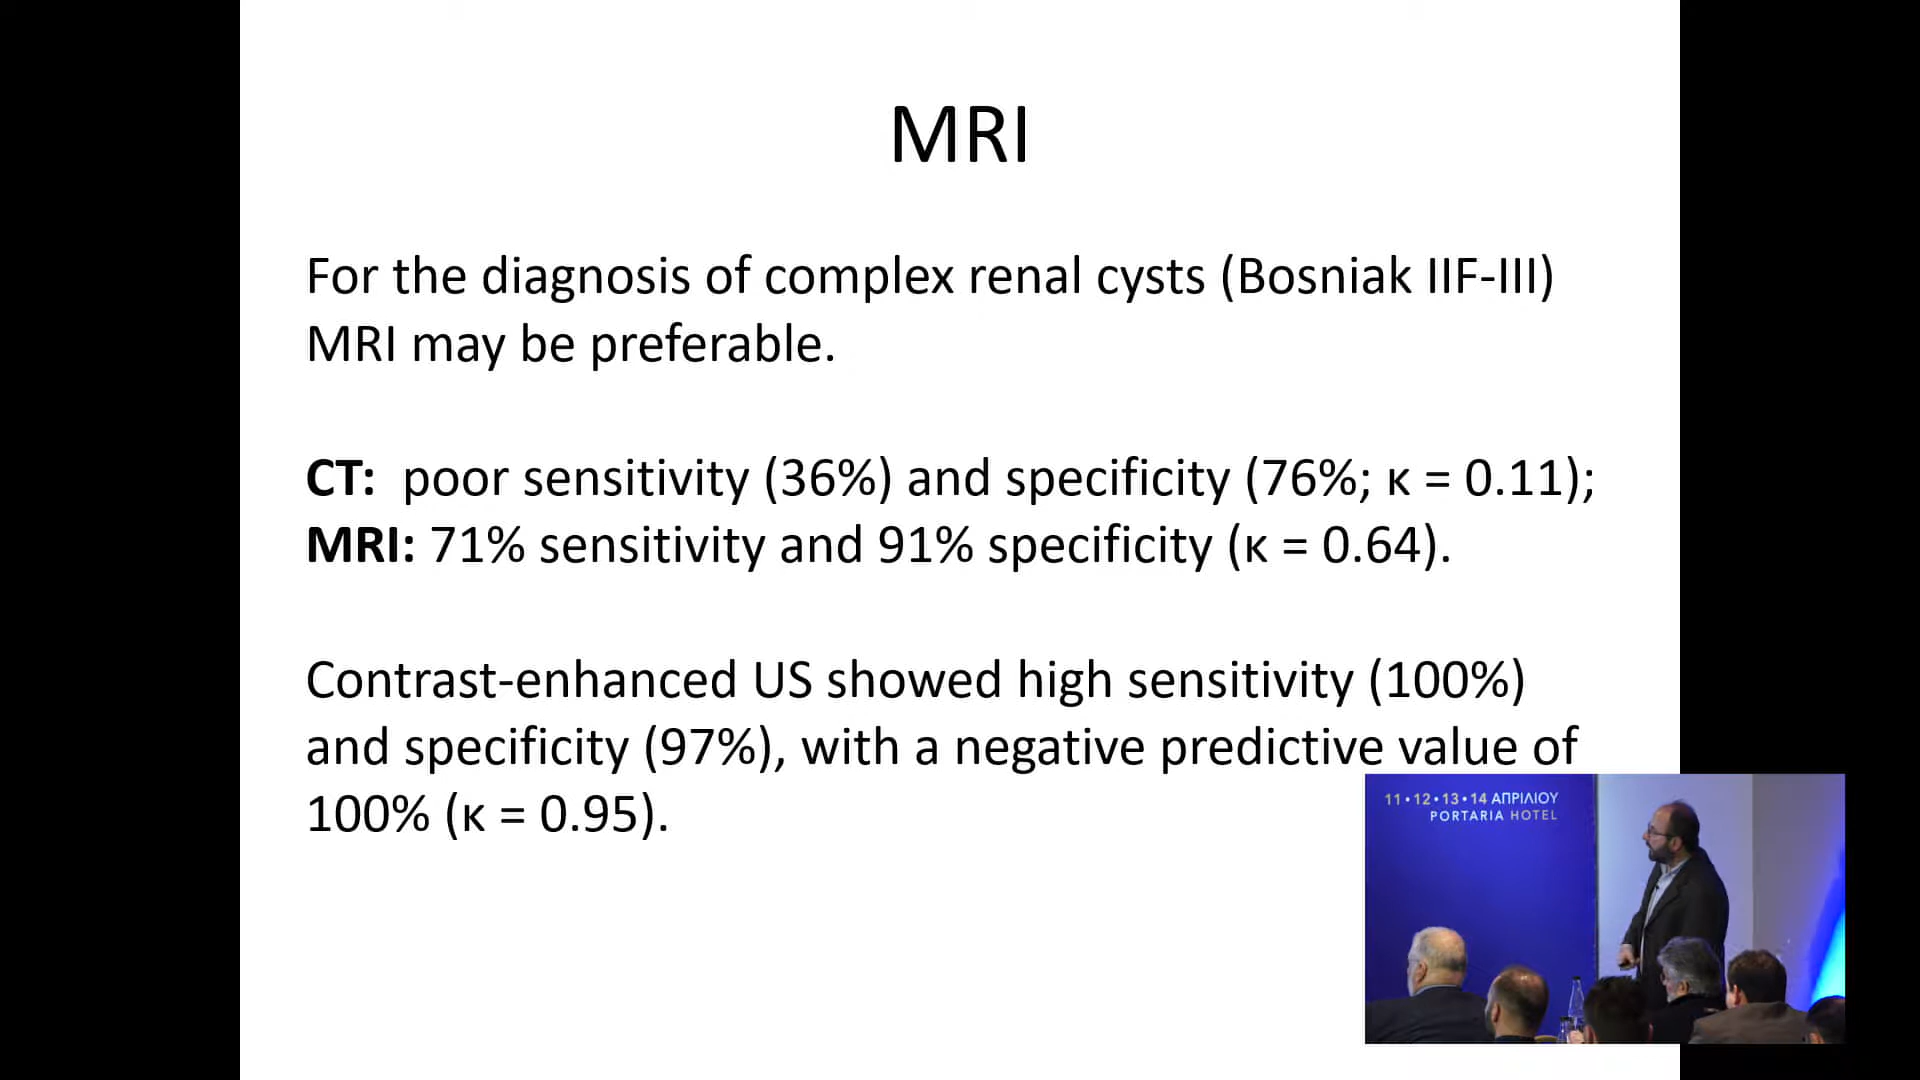 MRI
For the diagnosis of complex renal cysts (Bosniak IIF-III)
MRI may be preferable.
CT:  poor sensitivity (36%) and specificity (76%; κ = 0.11);
MRI: 71% sensitivity and 91% specificity (κ = 0.64).
Contrast-enhanced US showed high sensitivity (100%)
and specificity (97%), with a negative predictive value of
100% (κ = 0.95).
11•12•13•14 ΑΠΡΙΛΙΟΥ
PORTARIA HOTEL